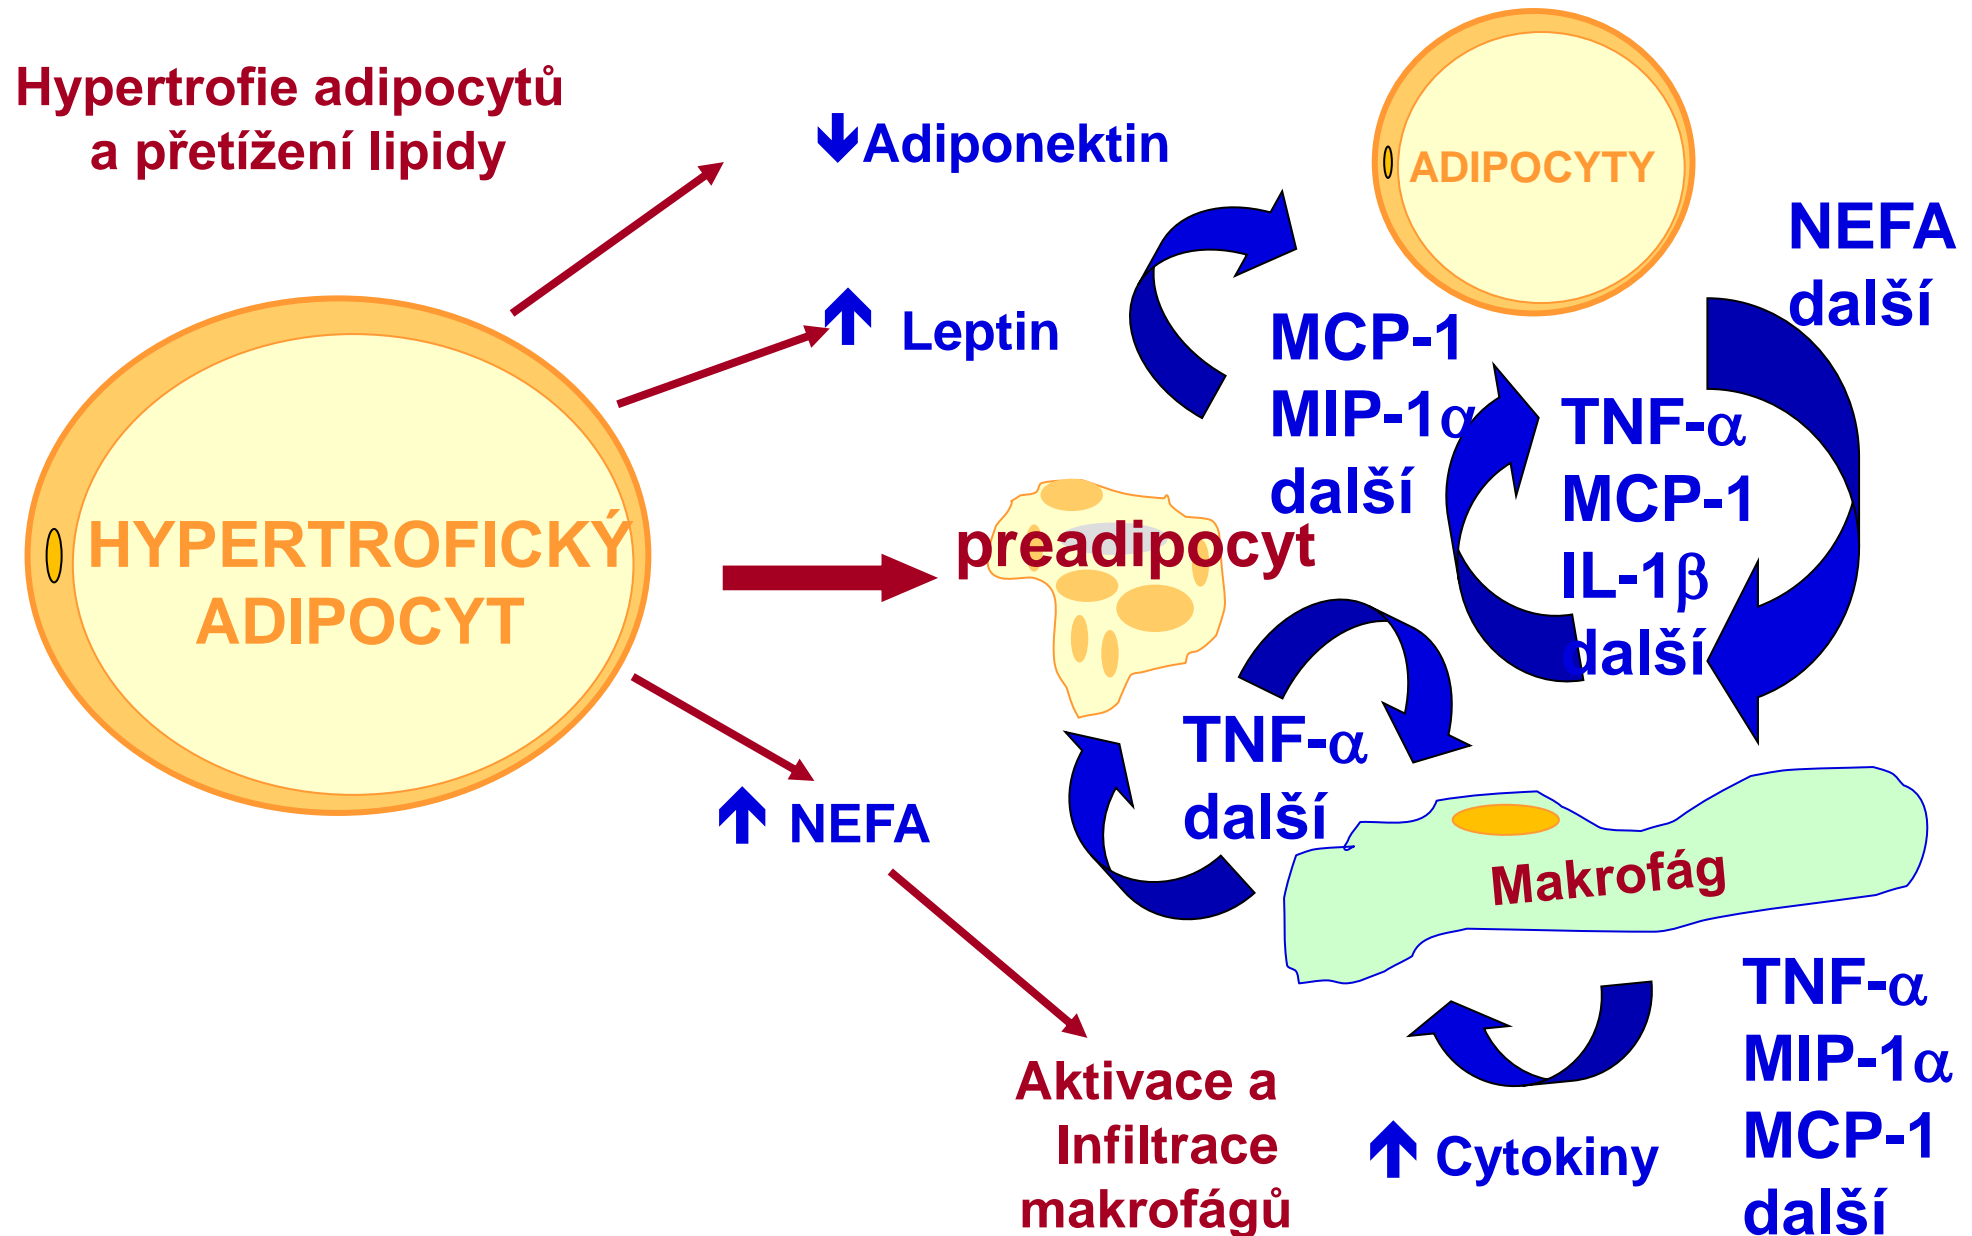 Hypertrofie adipocytů
a přetížení lipidy
Adiponektin
ADIPOCYTY
NEFA
další
Leptin
MCP-1
MIP-1α
další
TNF-α
MCP-1
IL-1β
další
HYPERTROFICKÝ
ADIPOCYT
preadipocyt
TNF-α
další
NEFA
Makrofág
Aktivace a
Infiltrace
makrofágů
Cytokiny
TNF-α
MIP-1α
MCP-1
další